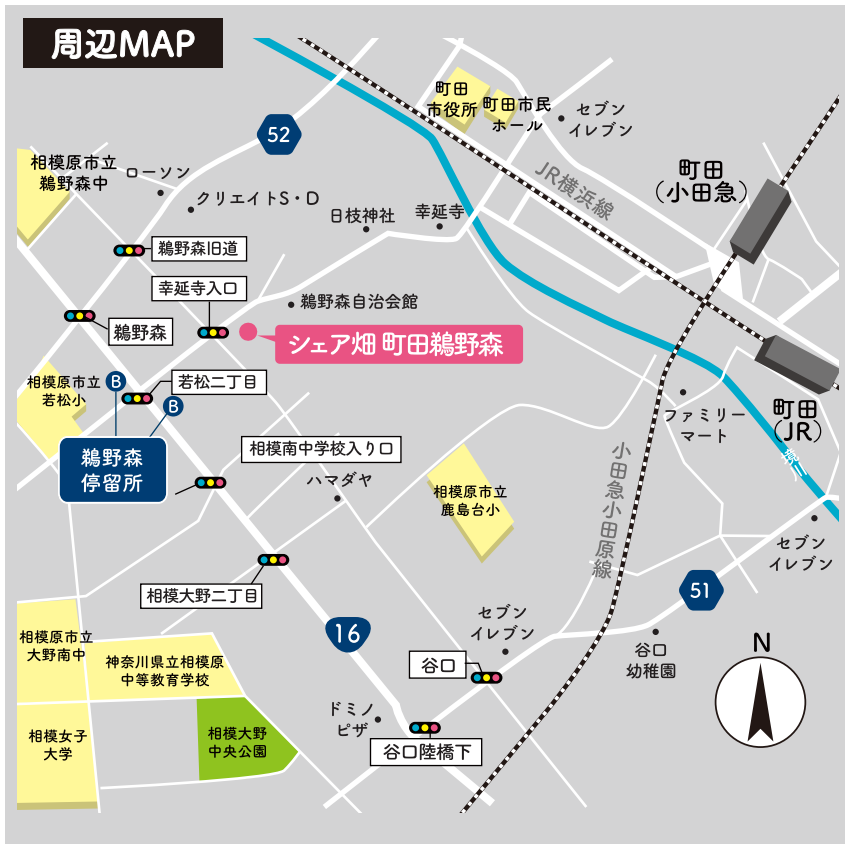 周辺MAP
町田
市役所
町田市民
ホール
セブン
イレブン
52
相模原市立
鵜野森中
ローソン
クリエイトS・D
日枝神社
幸延寺
JR横浜線
町田
(小田急)
鵜野森旧道
幸延寺入口
鵜野森自治会館
鵜野森
シェア畑 町田鵜野森
相模原市立
若松小
B
若松二丁目
B
町田
(JR)
ファミリー
マート
境川
鵜野森
停留所
相模南中学校入り口
ハマダヤ
小田急小田原線
相模原市立
鹿島台小
セブン
イレブン
相模大野二丁目
51
セブン
イレブン
16
相模原市立
大野南中
神奈川県立相模原
中等教育学校
谷口
谷口
幼稚園
N
ドミノ
ピザ
相模女子
大学
相模大野
中央公園
谷口陸橋下